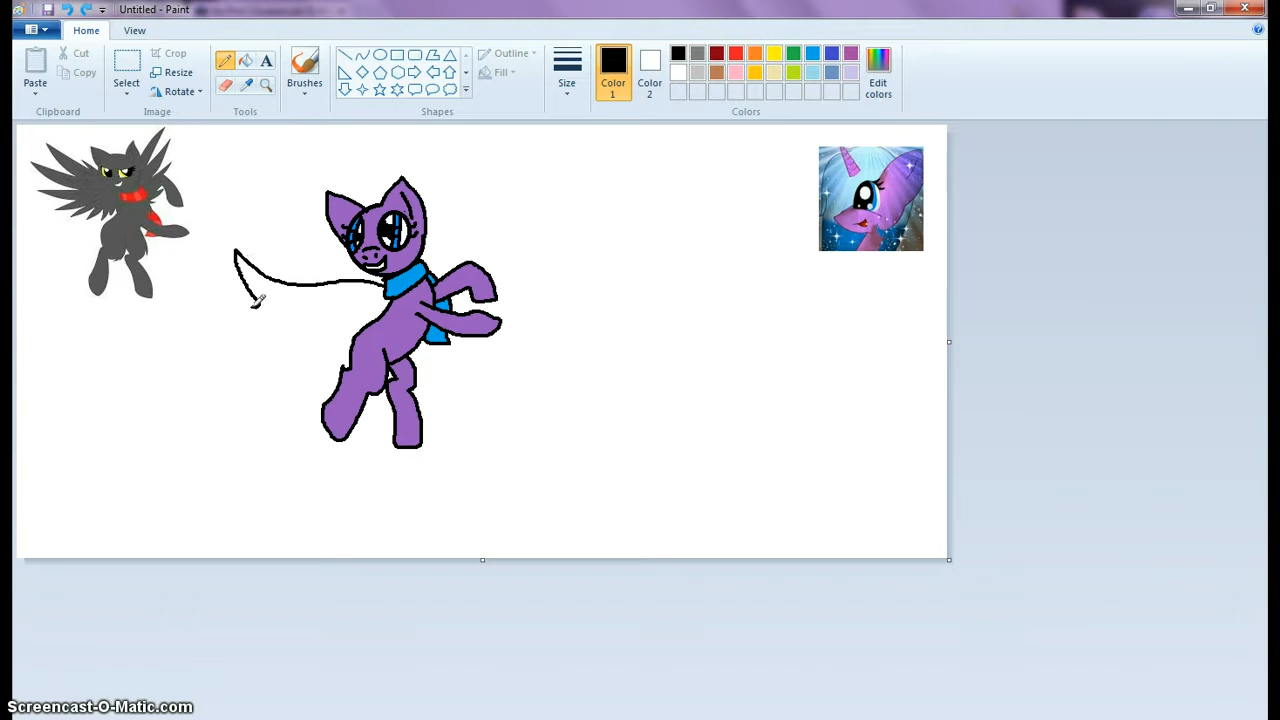 Untitled - Paint
Home
View
Paste
Cut
Copy
Clipboard
Select
Crop
Resize
Rotate
Image
A
Tools
Brushes
Outline
Fill
Shapes
Size
Color
1
Color
2
Edit
colors
Colors
Screencast-O-Matic.com